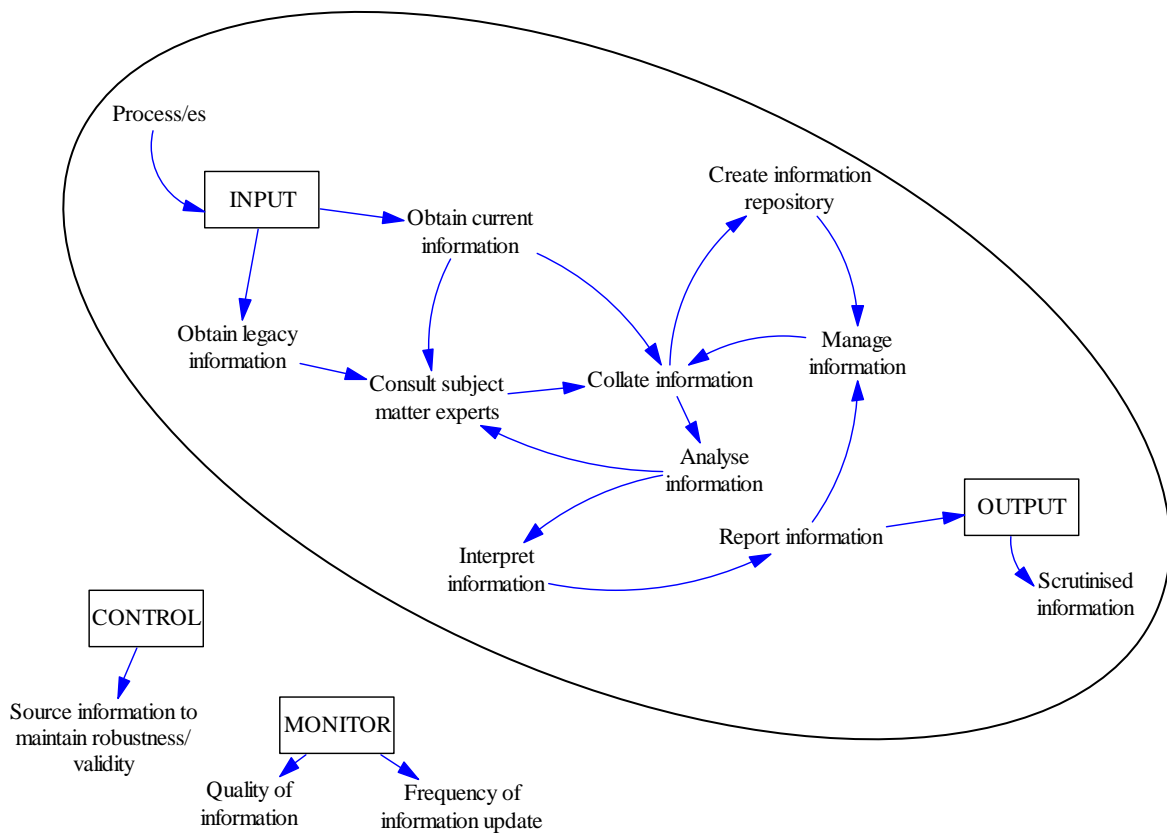 Process/es
INPUT
Create information
repository
Obtain current
information
Obtain legacy
information
Manage
information
Consult subject
matter experts
Collate information
Analyse
information
OUTPUT
Report information
Interpret
information
Scrutinised
information
CONTROL
Source information to
maintain robustness/
validity
MONITOR
Quality of
information
Frequency of
information update